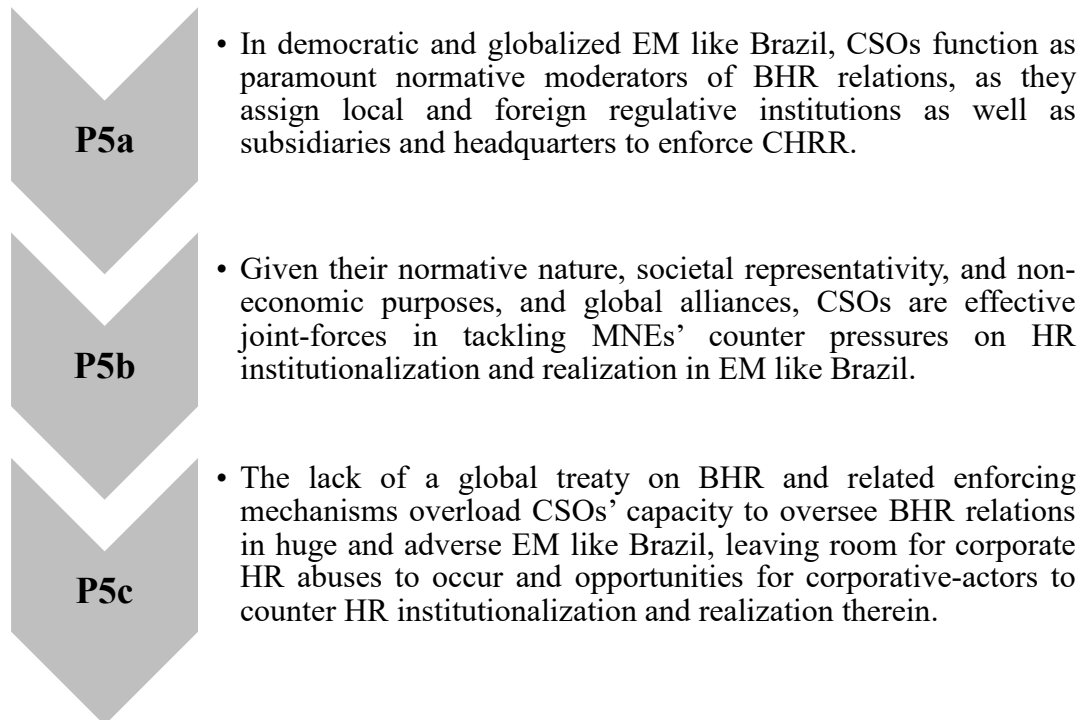 P5a
• In democratic and globalized EM like Brazil, CSOs function as
paramount normative moderators of BHR relations, as they
assign local and foreign regulative institutions as well as
subsidiaries and headquarters to enforce CHRR.
P5b
• Given their normative nature, societal representativity, and non-
economic purposes, and global alliances, CSOs are effective
joint-forces in tackling MNEs’ counter pressures on HR
institutionalization and realization in EM like Brazil.
P5c
• The lack of a global treaty on BHR and related enforcing
mechanisms overload CSOs’ capacity to oversee BHR relations
in huge and adverse EM like Brazil, leaving room for corporate
HR abuses to occur and opportunities for corporative-actors to
counter HR institutionalization and realization therein.